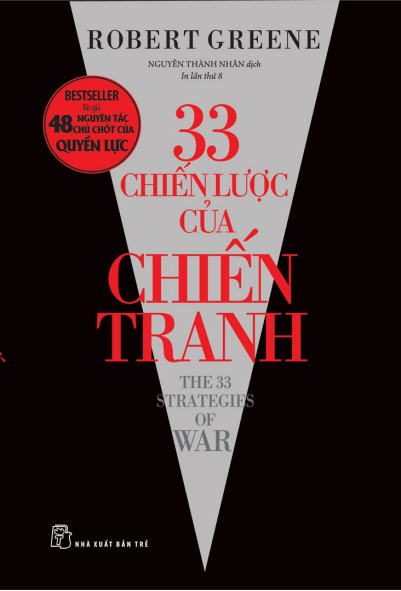 ROBERT GREENE
NGUYỄN THÀNH NHÂN dịch
In lần thứ 8
BESTSELLER
Tác giả
48 NGUYÊN TẮC
CHỦ CHỐT CỦA
QUYỀN LỰC
33
CHIẾN LƯỢC
CỦA
CHIẾN
TRANH
THE 33
STRATEGIES
OF
WAR
NHÀ XUẤT BẢN TRẺ